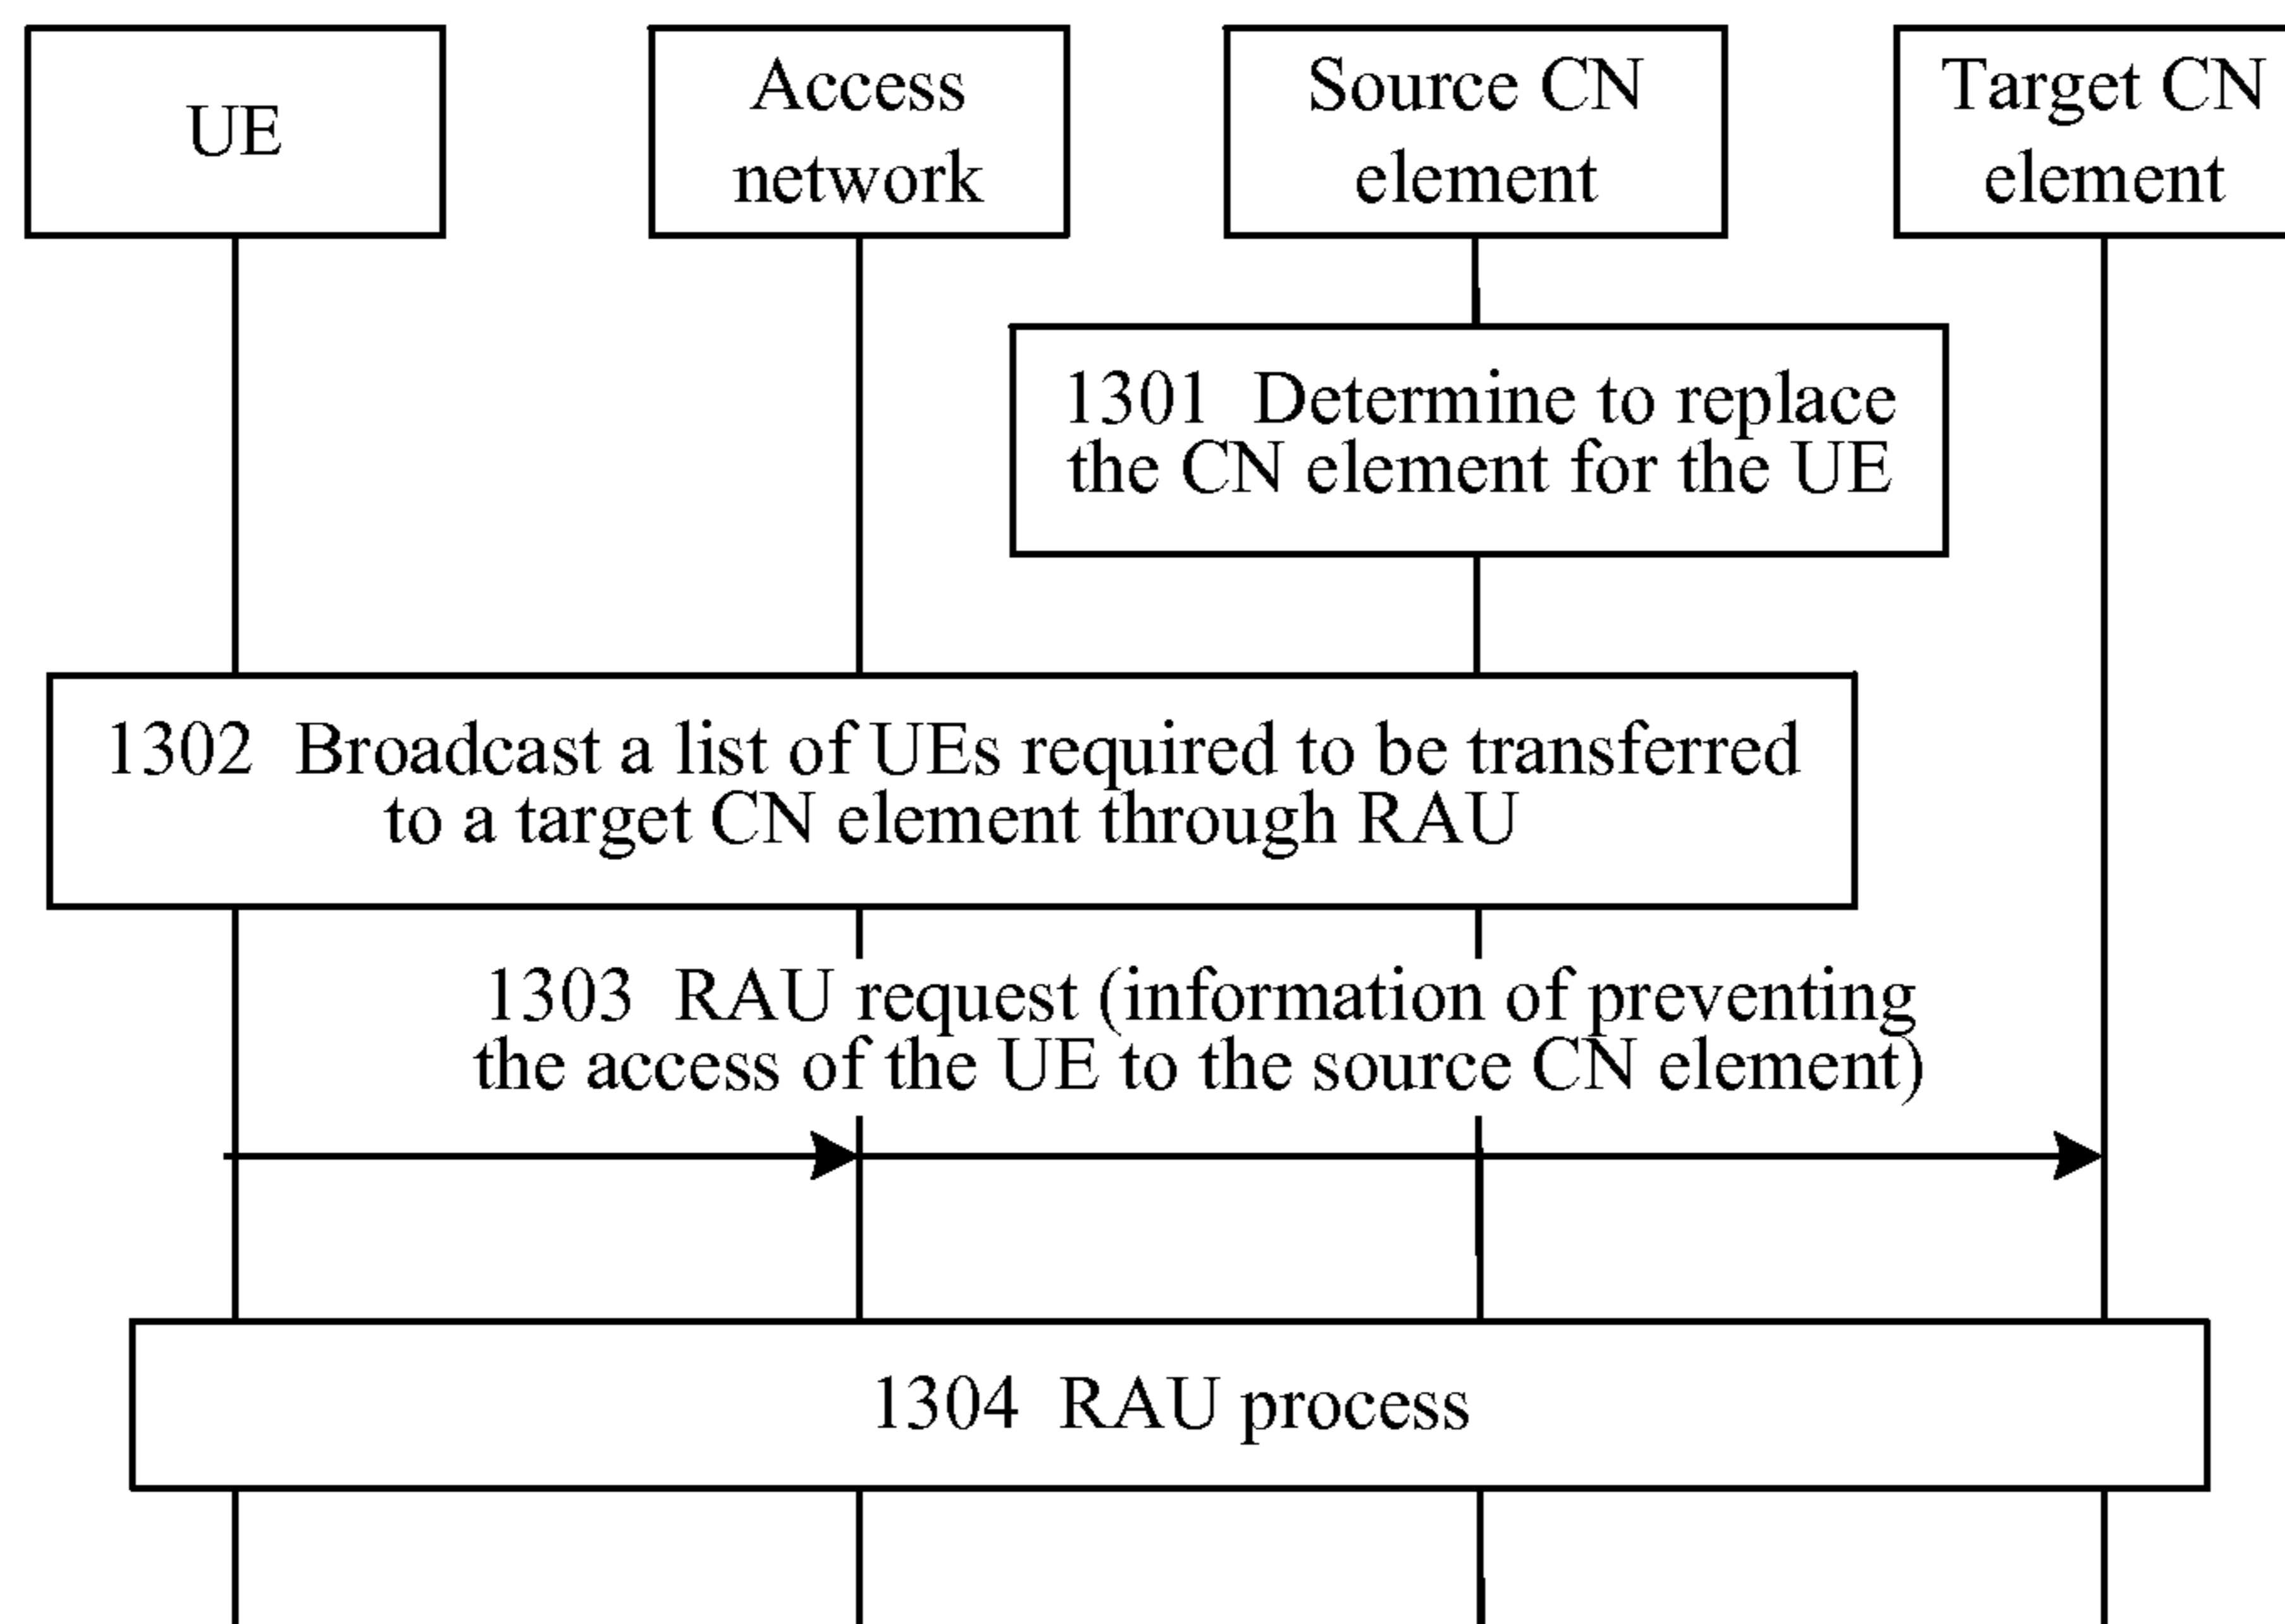 UE
Access
network
Source CN
element
Target CN
element
1301 Determine to replace
the CN element for the UE
1302 Broadcast a list of UEs required to be transferred
to a target CN element through RAU
1303 RAU request (information of preventing
the access of the UE to the source CN element)
1304 RAU process